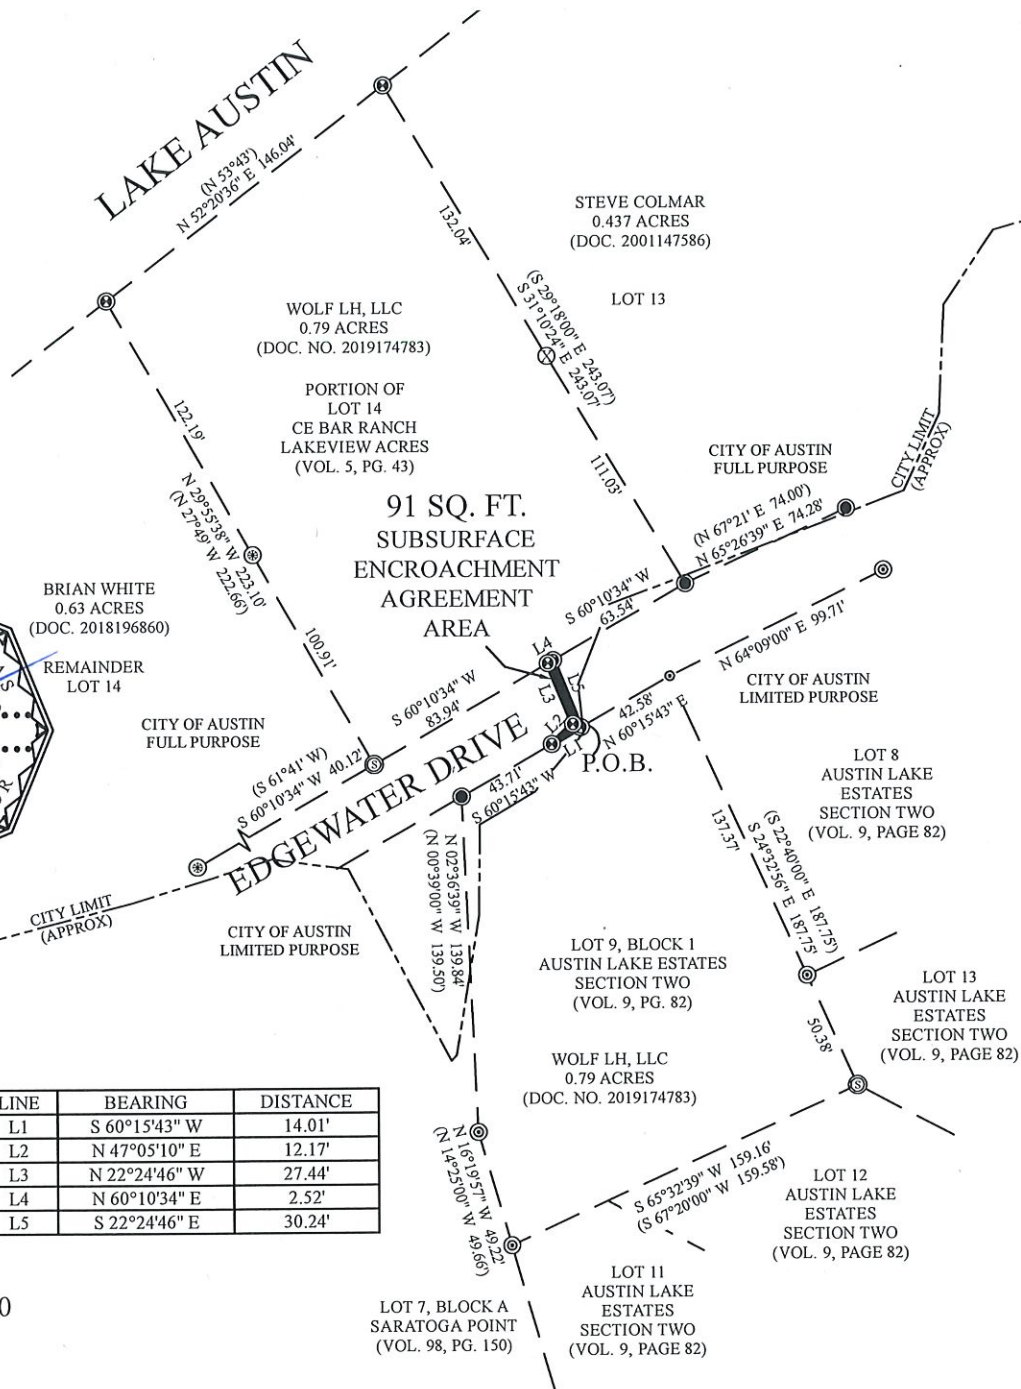 LAKE AUSTIN
(N 53°43')
N 52°20'36" E 146.04'
132.04'
STEVE COLMAR
0.437 ACRES
(DOC. 2001147586)
LOT 13
(S 29°18'00" E 243.07')
S 31°10'24" E 243.07'
WOLF LH, LLC
0.79 ACRES
(DOC. NO. 2019174783)
PORTION OF
LOT 14
CE BAR RANCH
LAKEVIEW ACRES
(VOL. 5, PG. 43)
122.19'
N 29°55'38" W 223.10'
(N 27°49' W 222.66')
100.91'
111.03'
CITY OF AUSTIN
FULL PURPOSE
CITY LIMIT
(APPROX)
(N 67°21' E 74.00')
N 65°26'39" E 74.28'
91 SQ. FT.
SUBSURFACE
ENCROACHMENT
AGREEMENT
AREA
BRIAN WHITE
0.63 ACRES
(DOC. 2018196860)
REMAINDER
LOT 14
S 60°10'34" W
63.54'
L4
L3
L5
L2
L1
N 64°09'00" E 99.71'
CITY OF AUSTIN
LIMITED PURPOSE
S 60°10'34" W
83.94'
CITY OF AUSTIN
FULL PURPOSE
42.58'
N 60°15'43" E
P.O.B.
(S 61°41' W)
S 60°10'34" W 40.12'
EDGEWATER DRIVE
43.71'
S 60°15'43" W
LOT 8
AUSTIN LAKE
ESTATES
SECTION TWO
(VOL. 9, PAGE 82)
137.37'
(S 22°40'00" E 187.75')
S 24°32'56" E 187.75'
N 02°36'39" W 139.84'
(N 00°39'00" W 139.50')
CITY LIMIT
(APPROX)
CITY OF AUSTIN
LIMITED PURPOSE
LOT 9, BLOCK 1
AUSTIN LAKE ESTATES
SECTION TWO
(VOL. 9, PG. 82)
LOT 13
AUSTIN LAKE
ESTATES
SECTION TWO
(VOL. 9, PAGE 82)
50.38'
S
S
WOLF LH, LLC
0.79 ACRES
(DOC. NO. 2019174783)
LINE BEARING DISTANCE
L1 S 60°15'43" W 14.01'
L2 N 47°05'10" E 12.17'
L3 N 22°24'46" W 27.44'
L4 N 60°10'34" E 2.52'
L5 S 22°24'46" E 30.24'
N 16°19'57" W 49.22'
(N 14°25'00" W 49.66')
S 65°32'39" W 159.16'
(S 67°20'00" W 159.58')
LOT 12
AUSTIN LAKE
ESTATES
SECTION TWO
(VOL. 9, PAGE 82)
LOT 11
AUSTIN LAKE
ESTATES
SECTION TWO
(VOL. 9, PAGE 82)
LOT 7, BLOCK A
SARATOGA POINT
(VOL. 98, PG. 150)
0